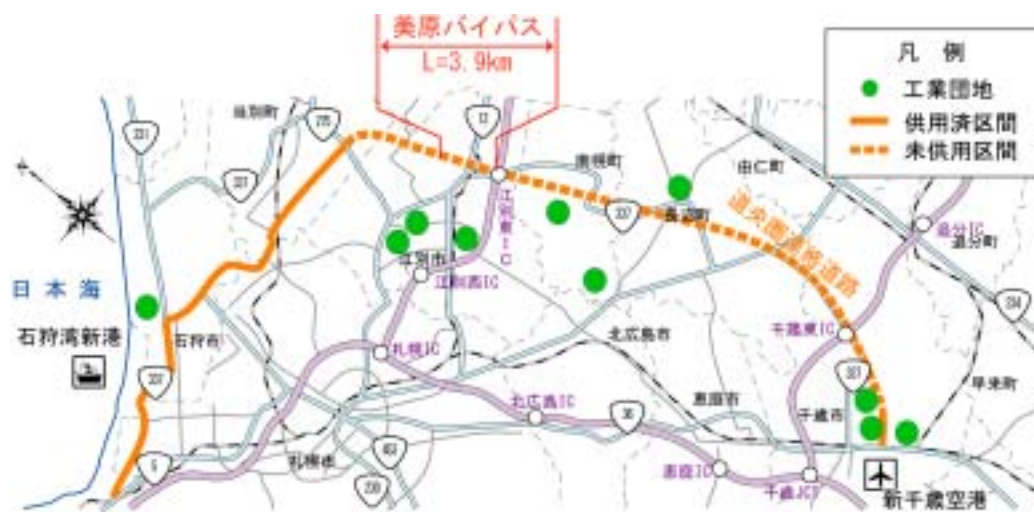 美原バイパス
L=3.9km
凡 例
工業団地
供用済区間
未供用区間
231
当別町
275
12
南幌町
由仁町
337
337
長沼町
道央圏連絡道路
追分IC
追分町
234
江別東IC
江別市
江別西IC
日本海
石狩湾新港
石狩市
札幌IC
北広島市
千歳東IC
337
337
早来町
北広島IC
36
恵庭市
千歳市
5
札幌市
453
230
恵庭IC
千歳JCT
新千歳空港